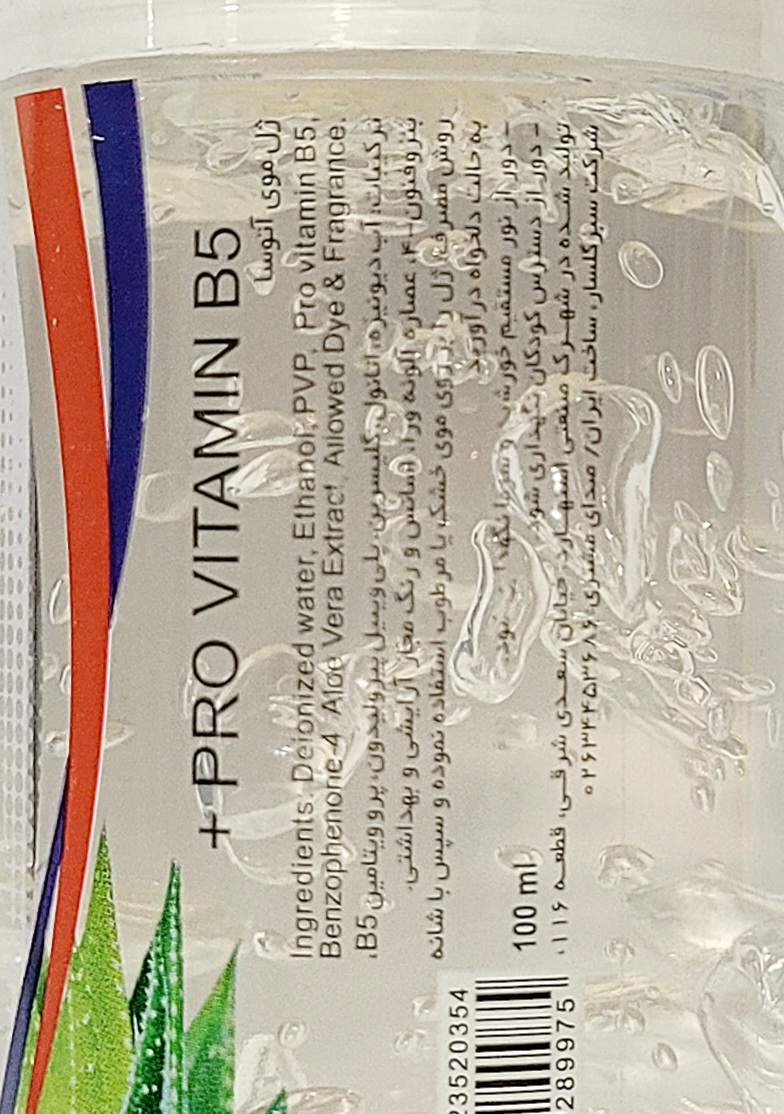 + PRO VITAMIN B5
ژل موی آتوسا
Ingredients: Deionized water, Ethanol, PVP, Pro vitamin B5,
Benzophenone-4, Aloe Vera Extract, Allowed Dye & Fragrance.
ترکیبات: آب دیونیزه، اتانول، گلیسرین، پلی وینیل پیرولیدون، پرو ویتامین B5،
بنزوفنون-۴، عصاره آلوئه ورا، اسانس و رنگ مجاز آرایشی و بهداشتی.
روش مصرف: ژل را بر روی موی خشک یا مرطوب استفاده نموده و سپس با شانه
به حالت دلخواه درآورید.
- دور از نور مستقیم خورشید و
- دور از دسترس کودکان نگهداری شود.
100 ml
تولید شده در شهرک صنعتی اشتهارد، خیابان سعدی شرقی، قطعه ۱۱۶.
شرکت سبزگلسار، ساخت ایران/ صدای مشتری: ۰۲۶۳۴۴۵۳۶۸۶
23520354
289975